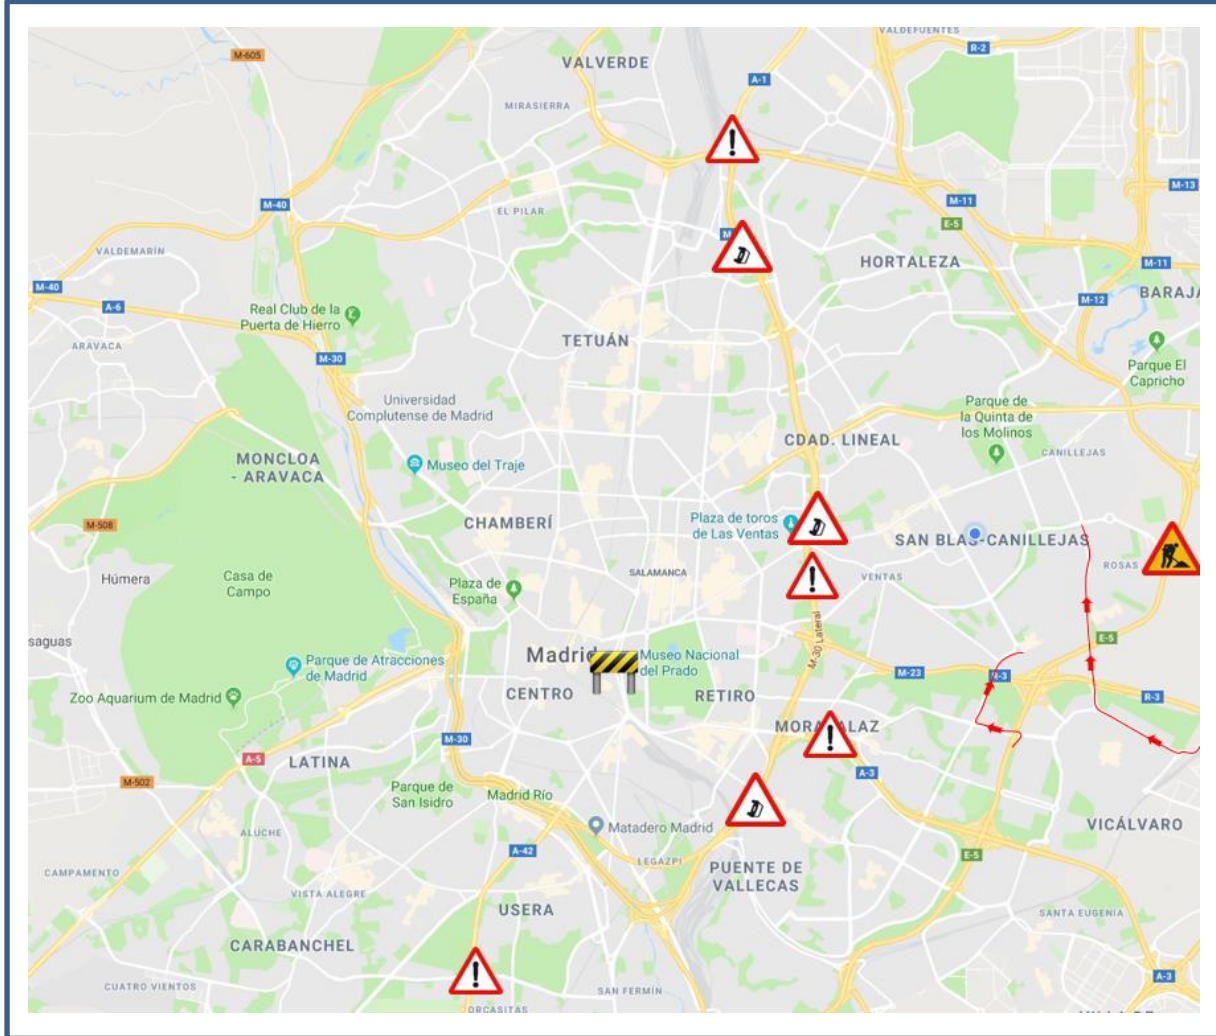 VALDEFUENTES
M-605
R-2
VALVERDE
A-1
MIRASIERRA
M-13
M-11
M-40
EL PILAR
E-5
VALDEMARÍN
HORTALEZA
M-11
M-40
BARAJA
M-12
A-6
Real Club de la
Puerta de Hierro
TETUÁN
ARAVACA
M-30
Parque El
Capricho
Universidad
Complutense de Madrid
Parque de
la Quinta de
los Molinos
CDAD. LINEAL
MONCLOA
- ARAVACA
CANILLEJAS
Museo del Traje
M-508
CHAMBERÍ
Plaza de toros
de Las Ventas
SAN BLAS-CANILLEJAS
Húmera
Casa de
Campo
SALAMANCA
VENTAS
ROSAS
Plaza de
España
M-30 Lateral
E-5
saguas
Parque de Atracciones
de Madrid
Madrid
Museo Nacional
del Prado
M-23
R-3
Zoo Aquarium de Madrid
CENTRO
RETIRO
R-3
MORATALAZ
M-30
A-5
LATINA
A-3
M-502
Parque de
San Isidro
Madrid Río
Matadero Madrid
VICÁLVARO
ALUCHE
A-42
LEGAZPI
E-5
CAMPAMENTO
PUENTE DE
VALLECAS
VISTA ALEGRE
USERA
SANTA EUGENIA
CARABANCHEL
A-3
CUATRO VIENTOS
SAN FERMÍN
ORCASITAS